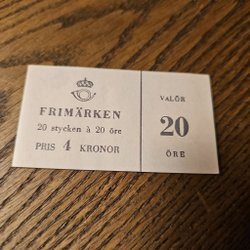 FRIMÄRKEN
20 stycken à 20 öre
PRIS 4 KRONOR
VALÖR
20
ÖRE